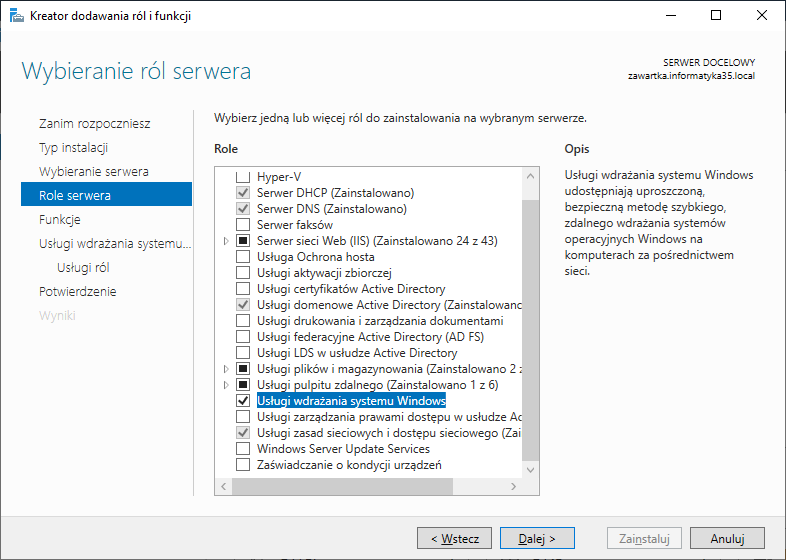 Kreator dodawania ról i funkcji
Wybieranie ról serwera
SERWER DOCELOWY
zawartka.informatyka35.local
Zanim rozpoczniesz
Typ instalacji
Wybieranie serwera
Role serwera
Funkcje
Usługi wdrażania systemu...
Usługi ról
Potwierdzenie
Wyniki
Wybierz jedną lub więcej ról do zainstalowania na wybranym serwerze.
Role
Hyper-V
Serwer DHCP (Zainstalowano)
Serwer DNS (Zainstalowano)
Serwer faksów
Serwer sieci Web (IIS) (Zainstalowano 24 z 43)
Usługa Ochrona hosta
Usługi aktywacji zbiorczej
Usługi certyfikatów Active Directory
Usługi domenowe Active Directory (Zainstalowano
Usługi drukowania i zarządzania dokumentami
Usługi federacyjne Active Directory (AD FS)
Usługi LDS w usłudze Active Directory
Usługi plików i magazynowania (Zainstalowano 2 z
Usługi pulpitu zdalnego (Zainstalowano 1 z 6)
Usługi wdrażania systemu Windows
Usługi zarządzania prawami dostępu w usłudze Ac
Usługi zasad sieciowych i dostępu sieciowego (Zai
Windows Server Update Services
Zaświadczanie o kondycji urządzeń
Opis
Usługi wdrażania systemu Windows
udostępniają uproszczoną,
bezpieczną metodę szybkiego,
zdalnego wdrażania systemów
operacyjnych Windows na
komputerach za pośrednictwem
sieci.
< Wstecz
Dalej >
Zainstaluj
Anuluj